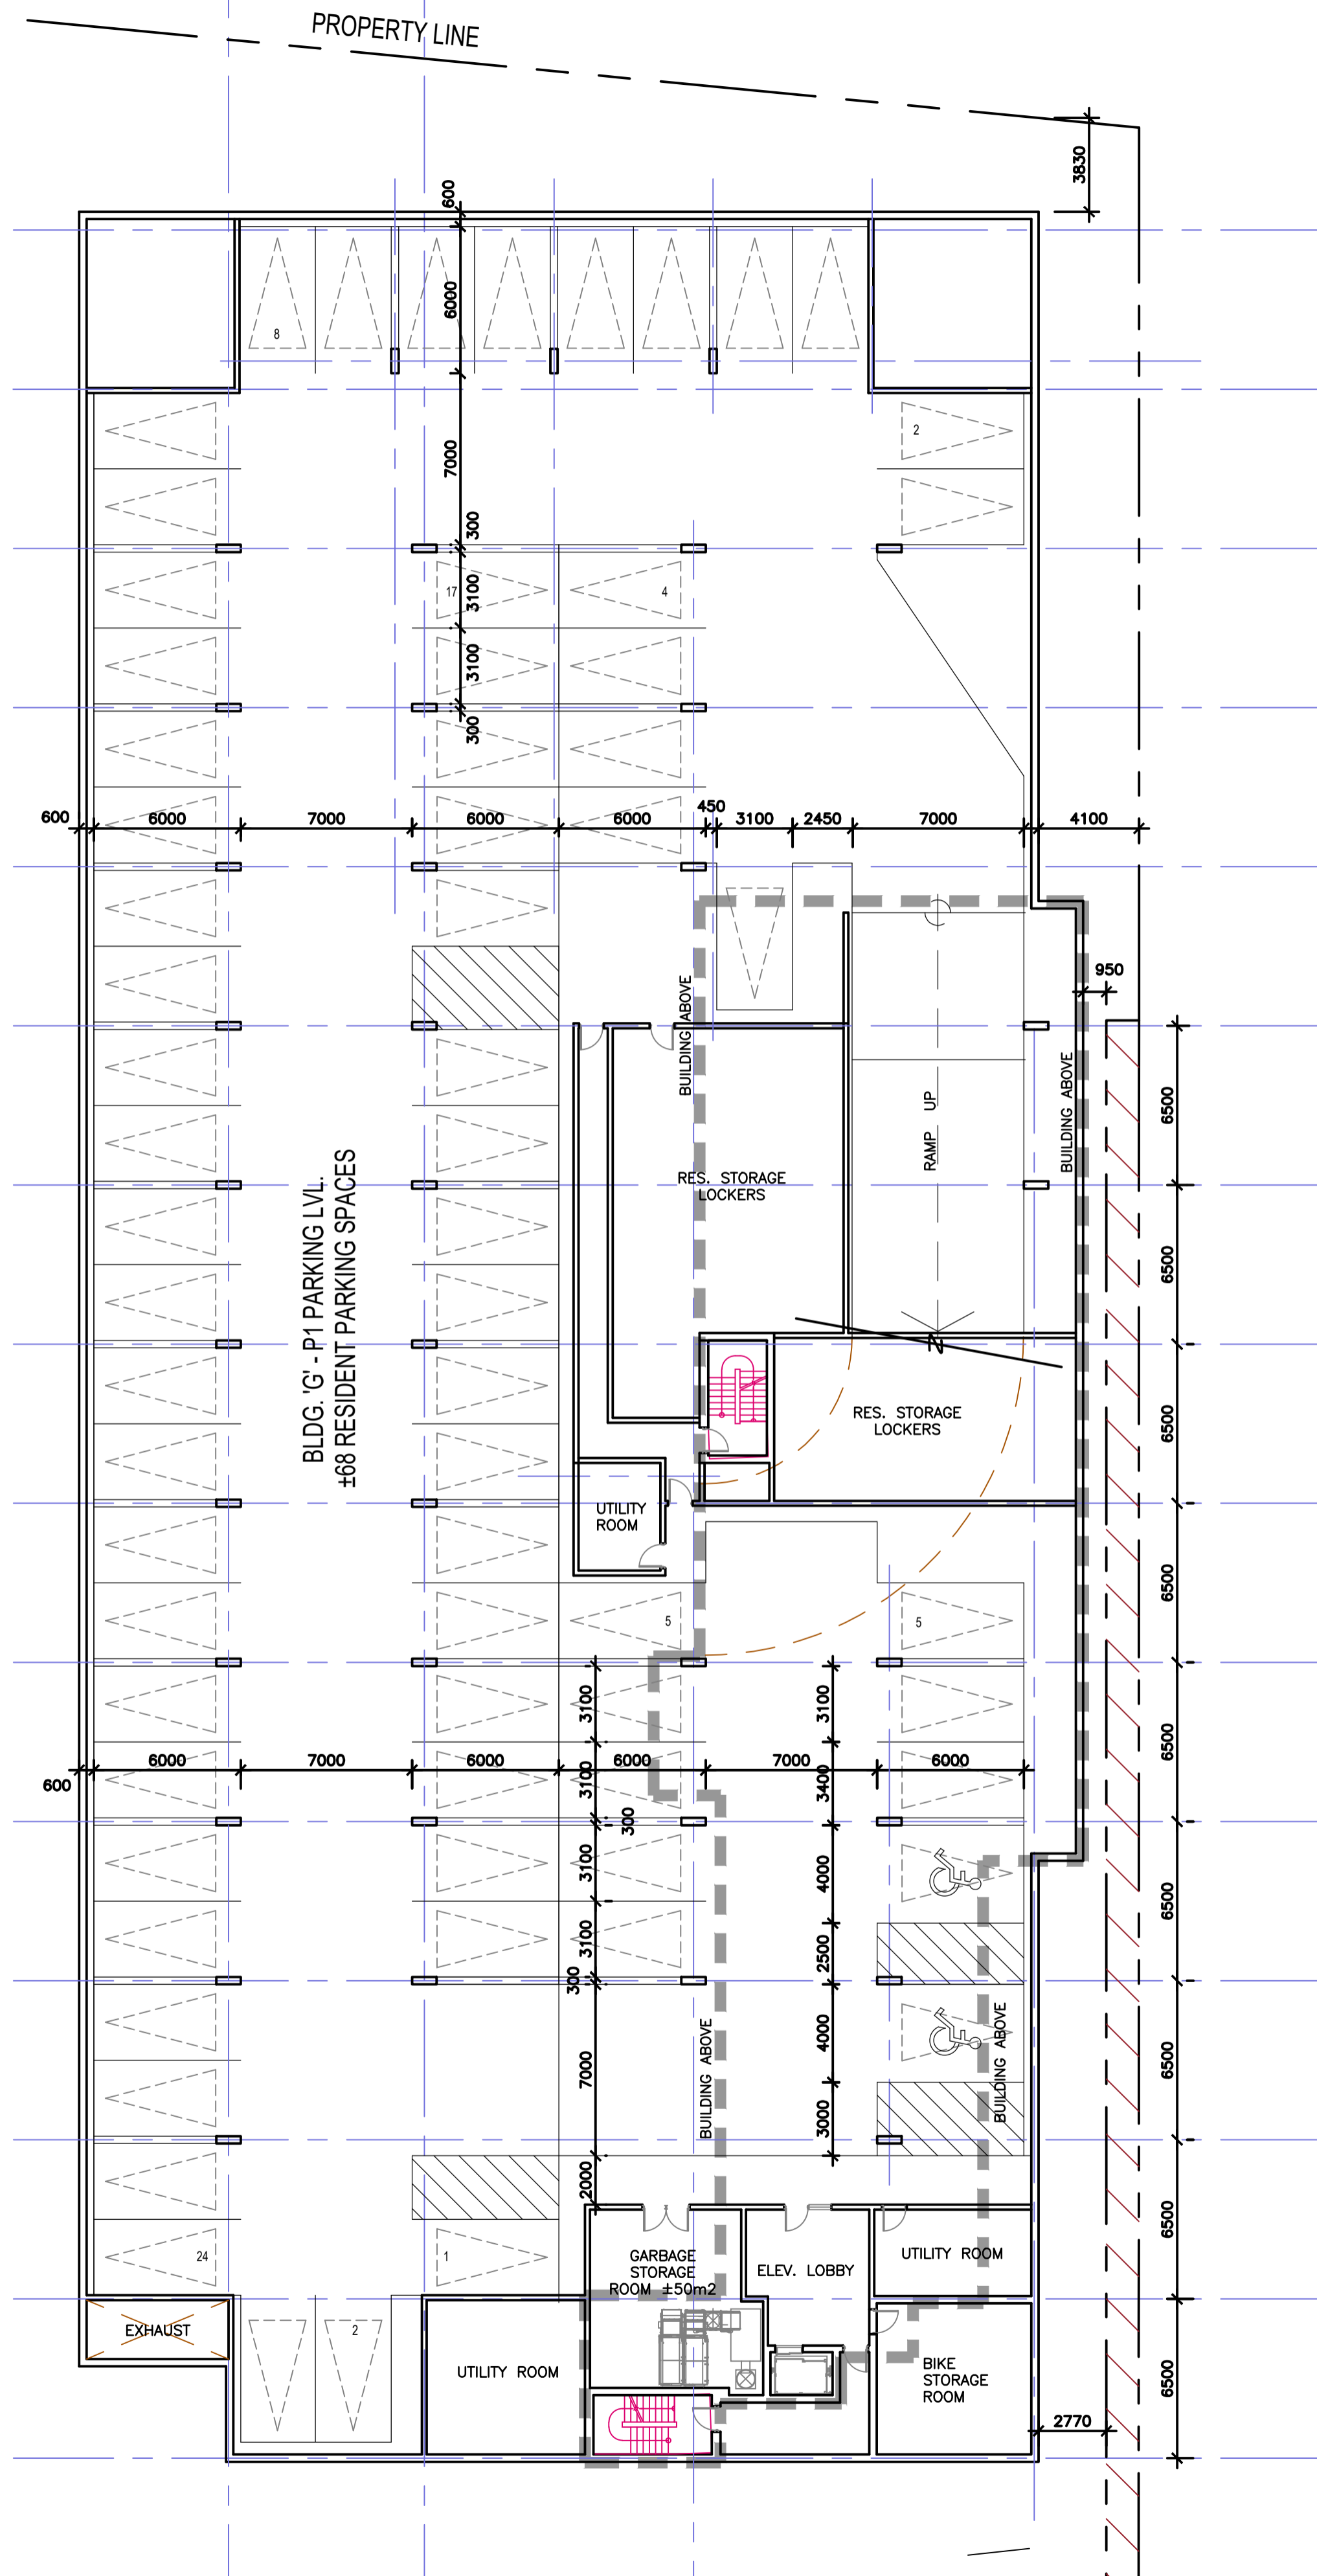 PROPERTY LINE
3830
600
6000
8
7000
2
300
17
3100
4
3100
300
600
6000
7000
6000
6000
450
3100
2450
7000
4100
950
BUILDING ABOVE
BUILDING ABOVE
RAMP UP
6500
RES. STORAGE
LOCKERS
BLDG. 'G' - P1 PARKING LVL.
±68 RESIDENT PARKING SPACES
6500
N
RES. STORAGE
LOCKERS
6500
UTILITY
ROOM
6500
5
5
3100
3100
6500
600
6000
7000
6000
6000
7000
6000
3100
3400
300
3100
4000
6500
3100
2500
300
7000
4000
BUILDING ABOVE
BUILDING ABOVE
6500
3000
2000
6500
24
1
GARBAGE
STORAGE
ROOM ±50m2
ELEV. LOBBY
UTILITY ROOM
EXHAUST
2
UTILITY ROOM
BIKE
STORAGE
ROOM
6500
2770